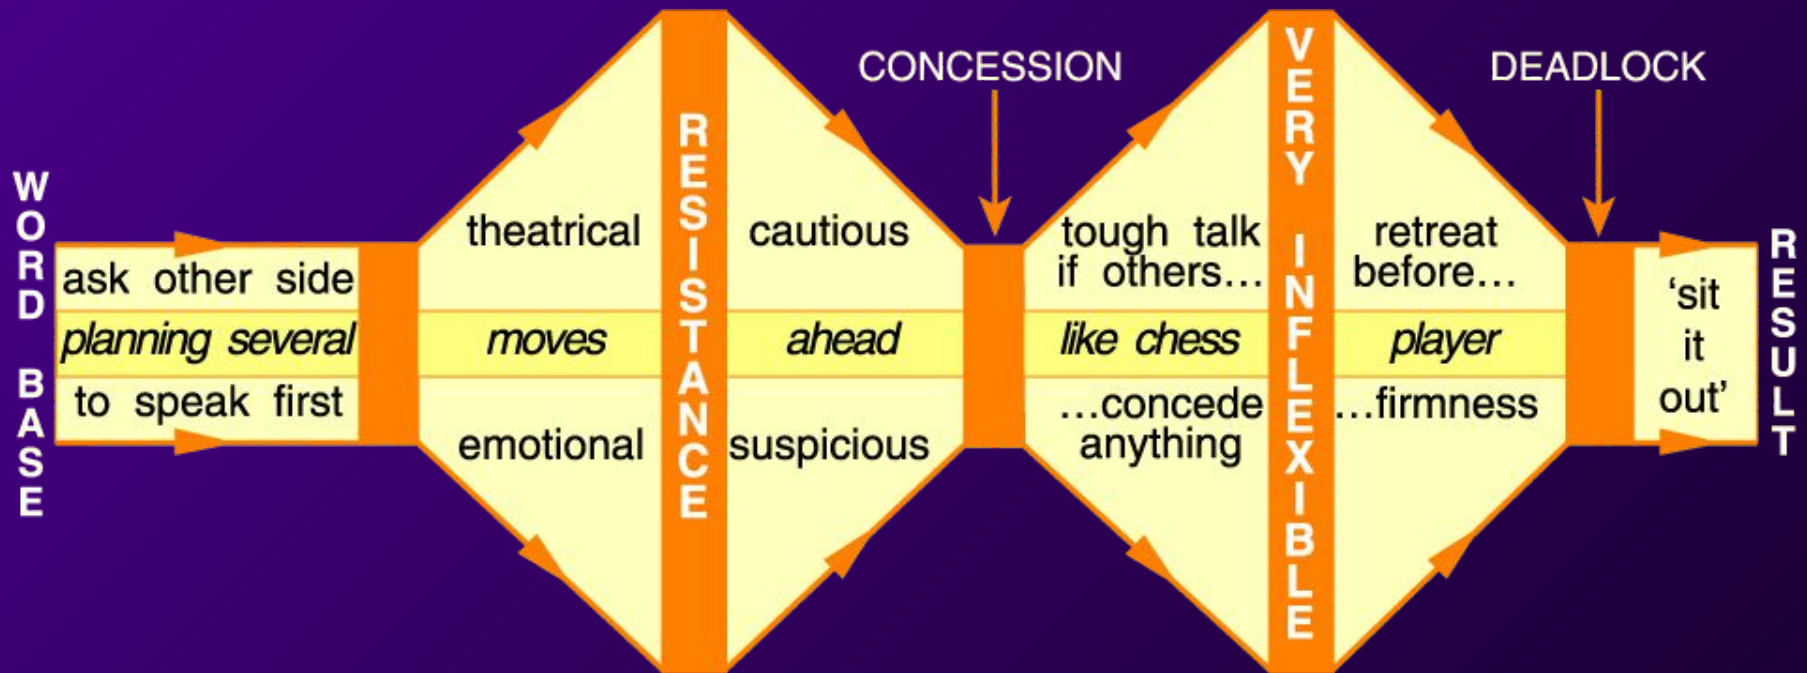 WORD BASE
ask other side
planning several
to speak first
theatrical
moves
emotional
RESISTANCE
cautious
ahead
suspicious
CONCESSION
tough talk
if others...
like chess
...concede
anything
VERY INFLEXIBLE
retreat
before...
player
...firmness
DEADLOCK
‘sit
it
out’
RESULT